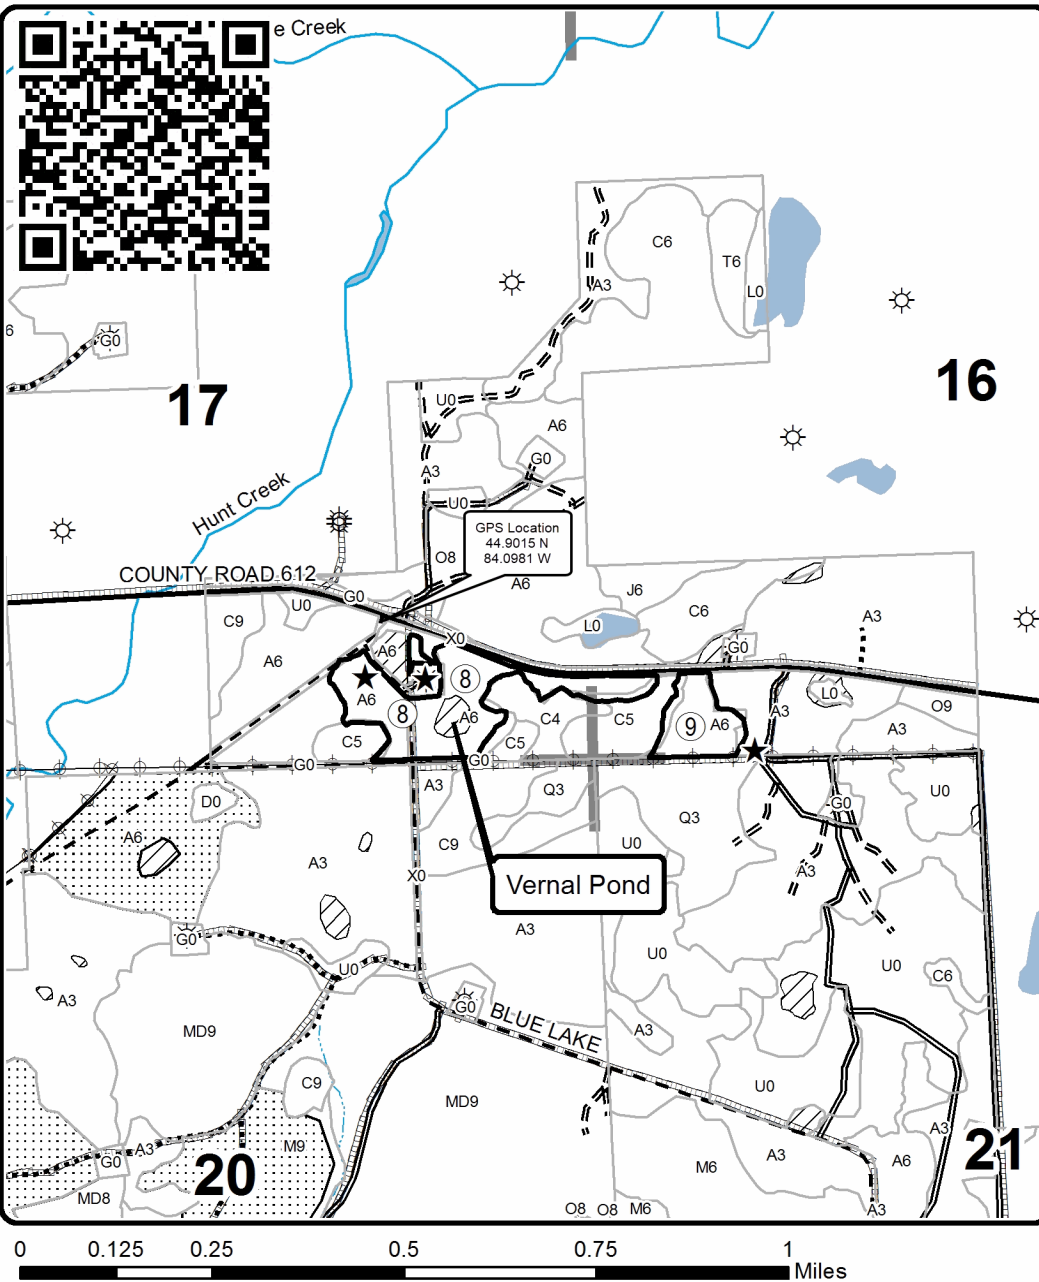 e Creek
C6
T6
A3
L0
6
G0
17
16
U0
A6
G0
A3
Hunt Creek
U0
GPS Location
44.9015 N
84.0981 W
O8
COUNTY ROAD 612
A6
J6
G0
U0
C9
C6
A3
L0
X0
G0
A6
A6
8
A6
L0
O9
8
A6
C4
C5
9
A6
A3
A3
C5
C5
G0
G0
A3
Q3
U0
D0
G0
Q3
A6
C9
U0
A3
A3
X0
Vernal Pond
A3
G0
U0
U0
U0
C6
A3
G0
BLUE LAKE
MD9
A3
C9
U0
MD9
A3
M9
A3
G0
20
M6
A3
A6
21
MD8
O8
O8
M6
A3
0
0.125
0.25
0.5
0.75
1
Miles